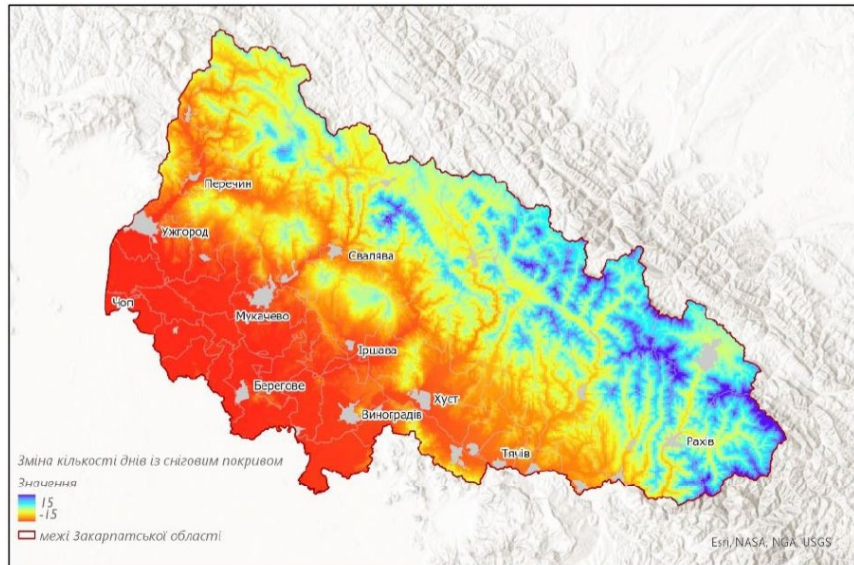 Перечин
Ужгород
Свалява
Чоп
Мукачево
Іршава
Берегове
Хуст
Виноградів
Тячів
Рахів
Зміна кількості днів із сніговим покривом
Значення
15
-15
межі Закарпатської області
Esri, NASA, NGA, USGS